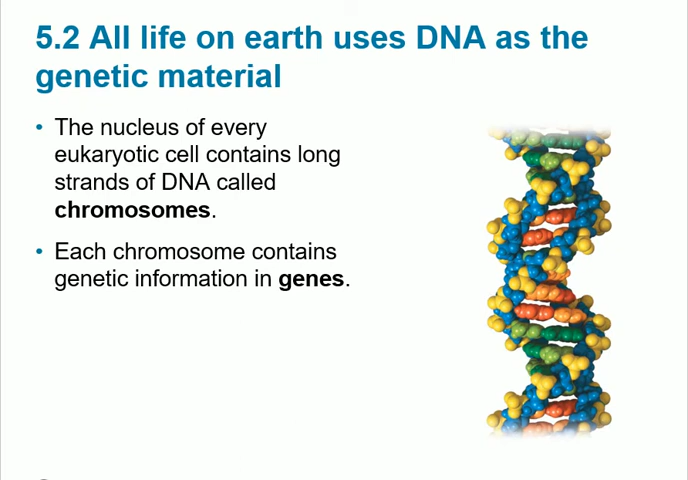 5.2 All life on earth uses DNA as the
genetic material
• The nucleus of every
eukaryotic cell contains long
strands of DNA called
chromosomes.
• Each chromosome contains
genetic information in genes.